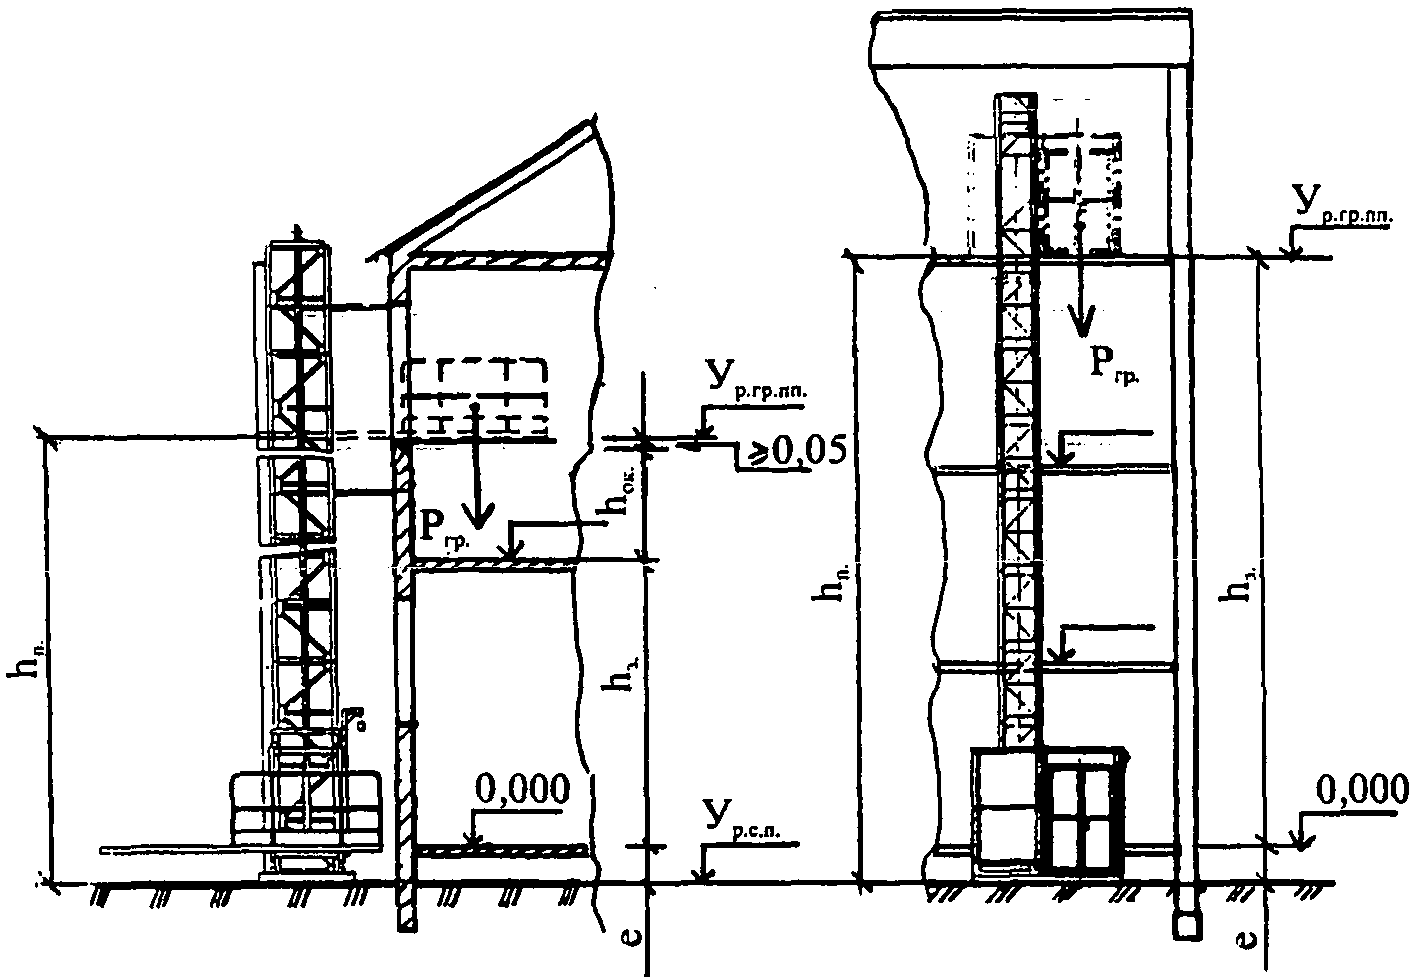 У р.гр.пп.
У р.гр.пп.
≥0,05
h ок.
Р гр.
Р гр.
h п.
h з.
h п.
h з.
0,000
0,000
У р.с.п.
е
е